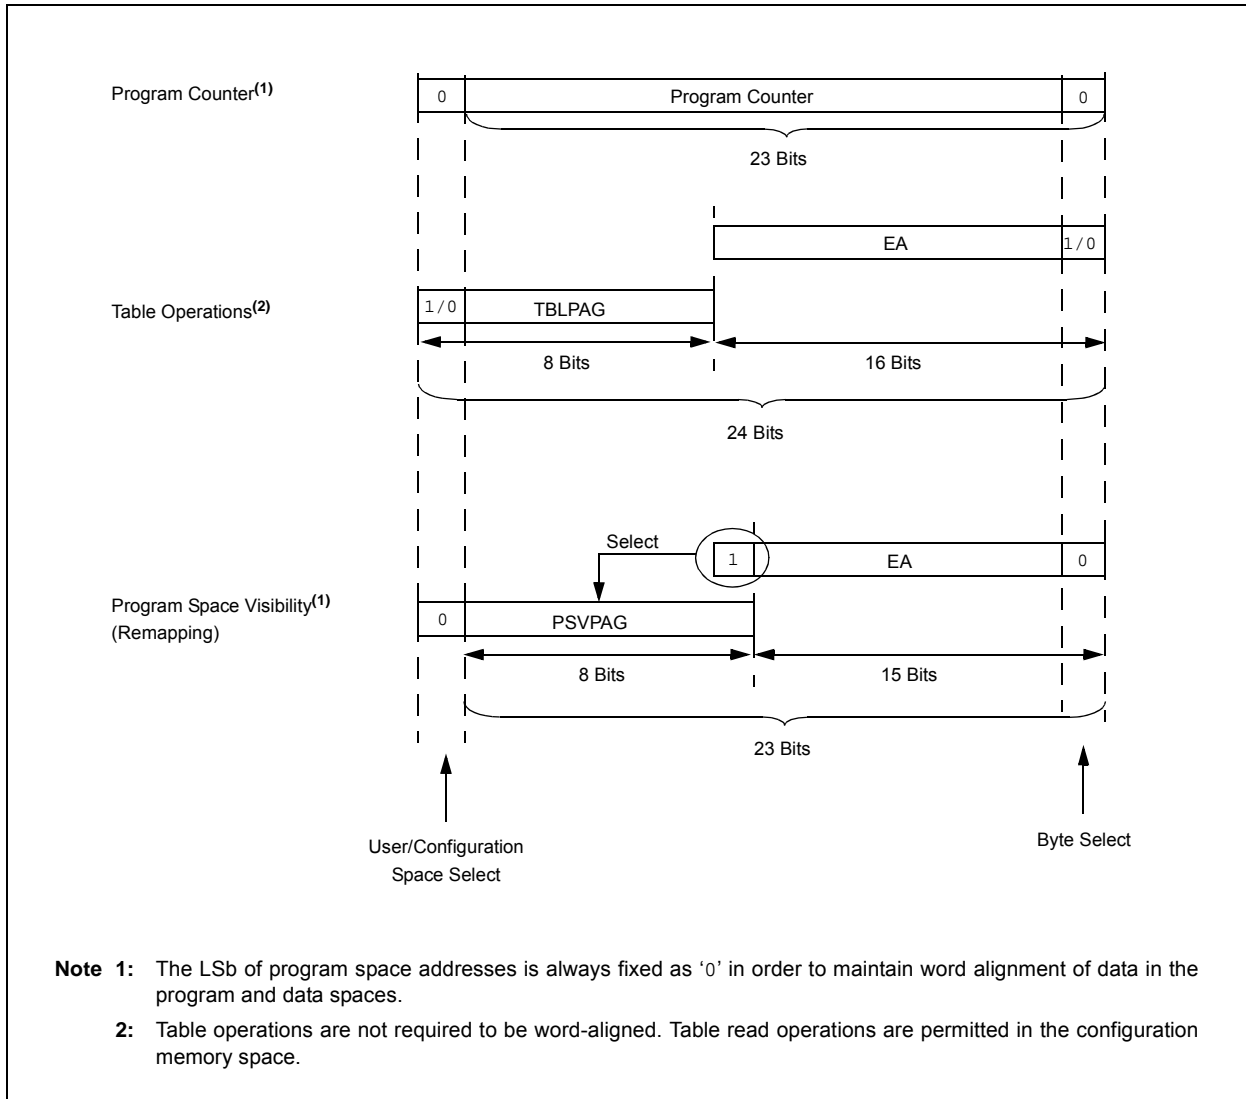 Program Counter(1)
0
Program Counter
0
23 Bits
EA
1/0
Table Operations(2)
1/0
TBLPAG
8 Bits
16 Bits
24 Bits
Select
1
EA
0
Program Space Visibility(1)
(Remapping)
0
PSVPAG
8 Bits
15 Bits
23 Bits
User/Configuration
Space Select
Byte Select
Note 1: The LSb of program space addresses is always fixed as ‘0’ in order to maintain word alignment of data in the
program and data spaces.
2: Table operations are not required to be word-aligned. Table read operations are permitted in the configuration
memory space.